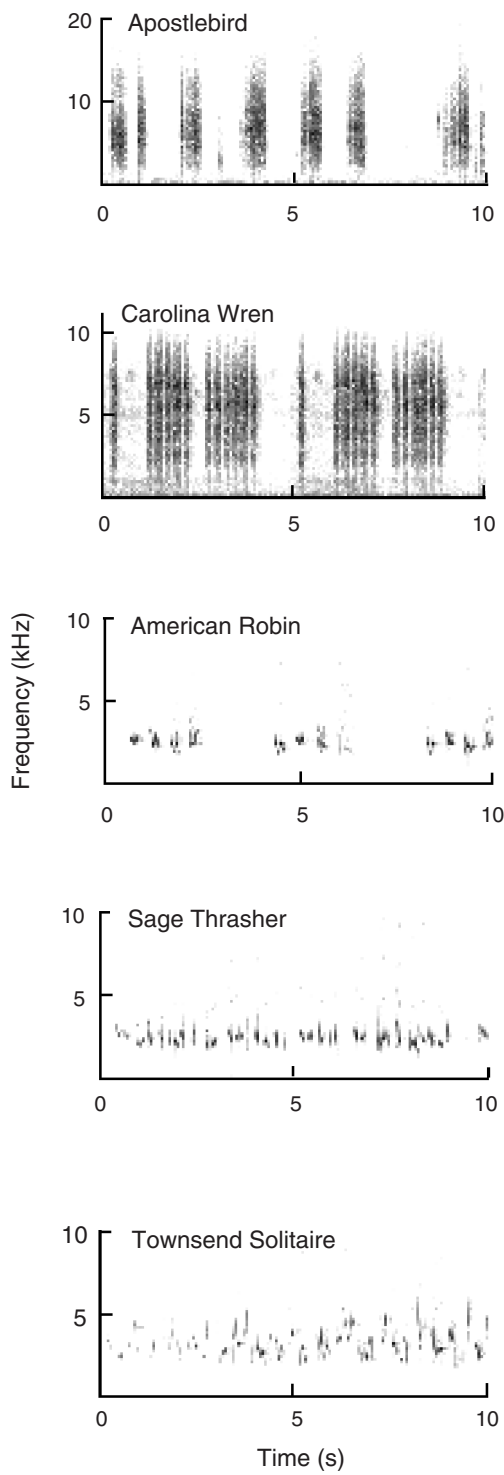 Apostlebird
20
10
0 5 10
Carolina Wren
10
5
0 5 10
Frequency (kHz)
American Robin
10
5
0 5 10
Sage Thrasher
10
5
0 5 10
Townsend Solitaire
10
5
0 5 10
Time (s)